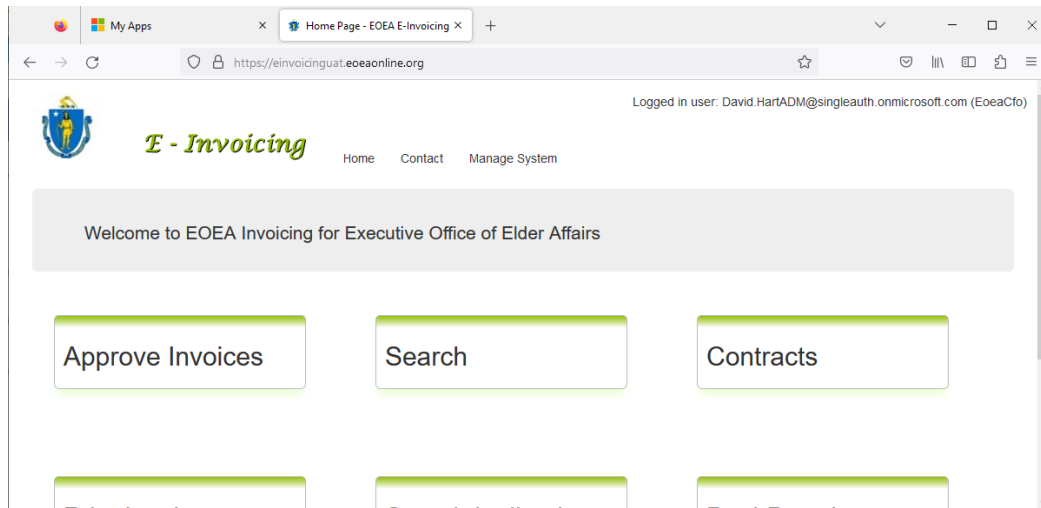 My Apps
Home Page - EOEA E-Invoicing
https://einvoicinguat.eoeaonline.org
Logged in user: David.HartADM@singleauth.onmicrosoft.com (EoeaCfo)
E - Invoicing
Home Contact Manage System
Welcome to EOEA Invoicing for Executive Office of Elder Affairs
Approve Invoices Search Contracts